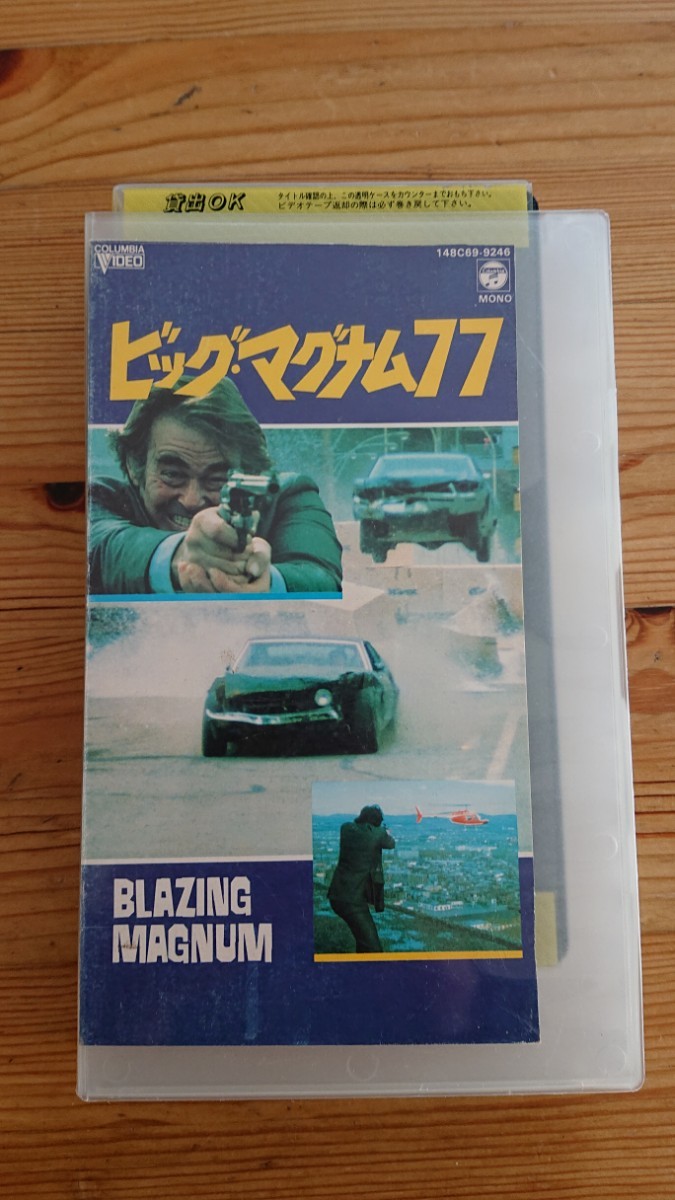 貸出OK
タイトル確認の上、この透明ケースをカウンターまでおもち下さい。
ビデオテープ返却の際は必ず巻き戻して下さい。
COLUMBIA
VIDEO
148C69-9246
Columbia
MONO
ビッグ・マグナム77
BLAZING
MAGNUM